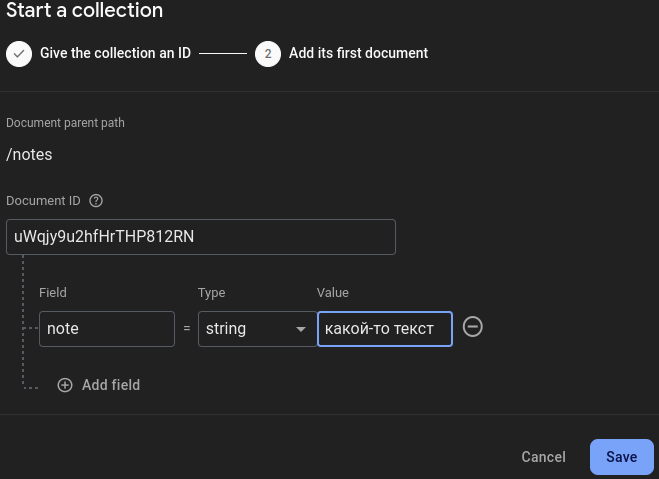 Start a collection
Give the collection an ID 2 Add its first document
Document parent path
/notes
Document ID ?
uWqjy9u2hfHrTHP812RN
Field Type Value
note = string какой-то текст
Add field
Cancel Save